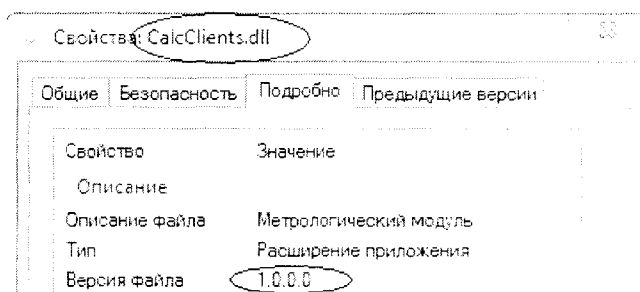 Свойства: CalcClients.dll
Общие Безопасность Подробно Предыдущие версии
Свойство Значение
Описание
Описание файла Метрологический модуль
Тип Расширение приложения
Версия файла 1.0.0.0